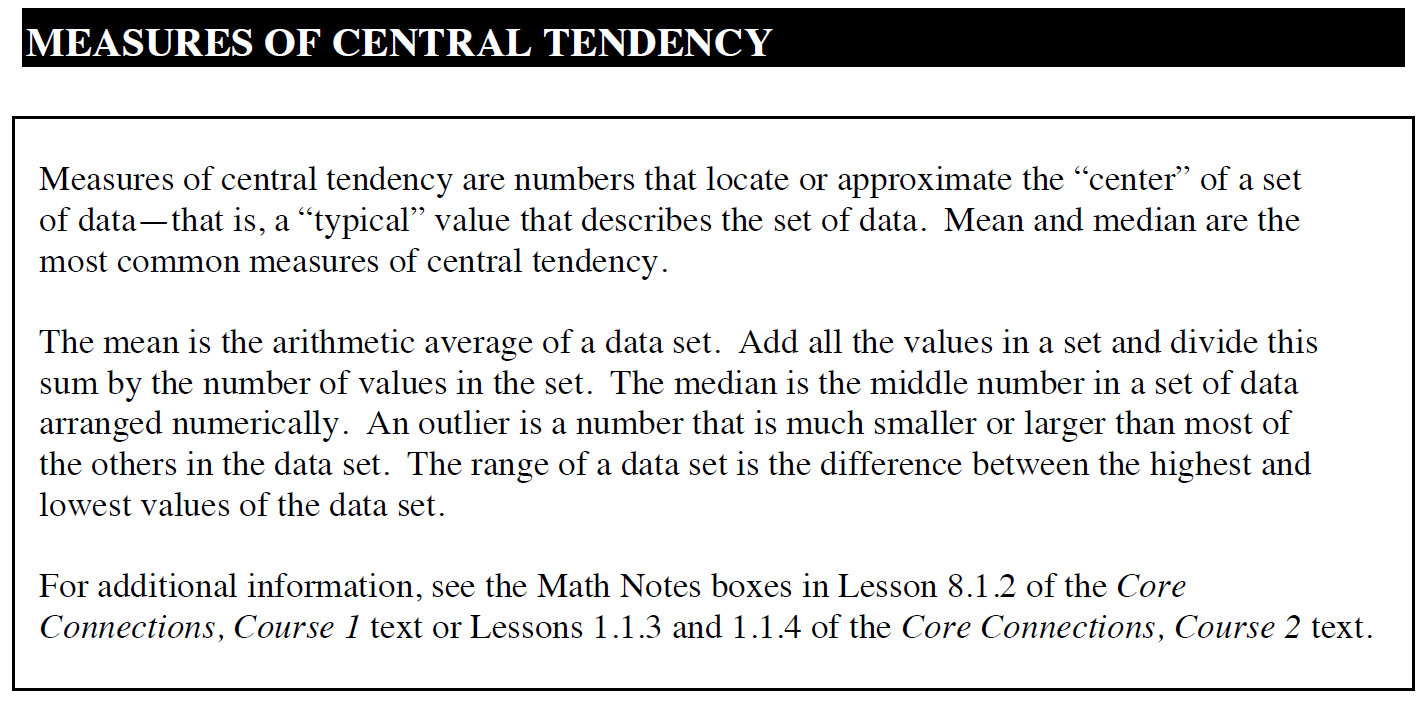 MEASURES OF CENTRAL TENDENCY
Measures of central tendency are numbers that locate or approximate the “center” of a set
of data—that is, a “typical” value that describes the set of data.  Mean and median are the
most common measures of central tendency.
The mean is the arithmetic average of a data set.  Add all the values in a set and divide this
sum by the number of values in the set.  The median is the middle number in a set of data
arranged numerically.  An outlier is a number that is much smaller or larger than most of
the others in the data set.  The range of a data set is the difference between the highest and
lowest values of the data set.
For additional information, see the Math Notes boxes in Lesson 8.1.2 of the Core
Connections, Course 1 text or Lessons 1.1.3 and 1.1.4 of the Core Connections, Course 2 text.